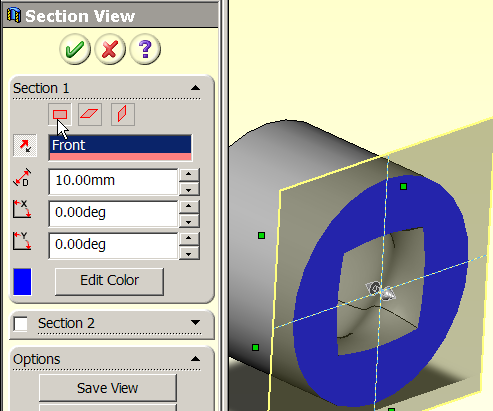 Section View
?
Section 1
Front
D
10.00mm
X
0.00deg
Y
0.00deg
Edit Color
Section 2
Options
Save View